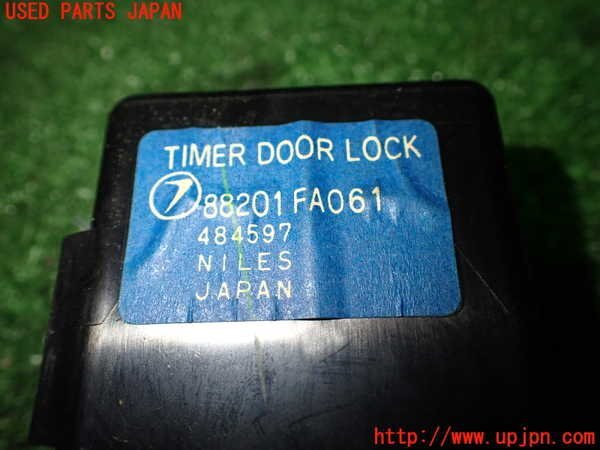 USED PARTS JAPAN
TIMER DOOR LOCK
88201FA061
484597
NILES
JAPAN
http://www.upjpn.com/